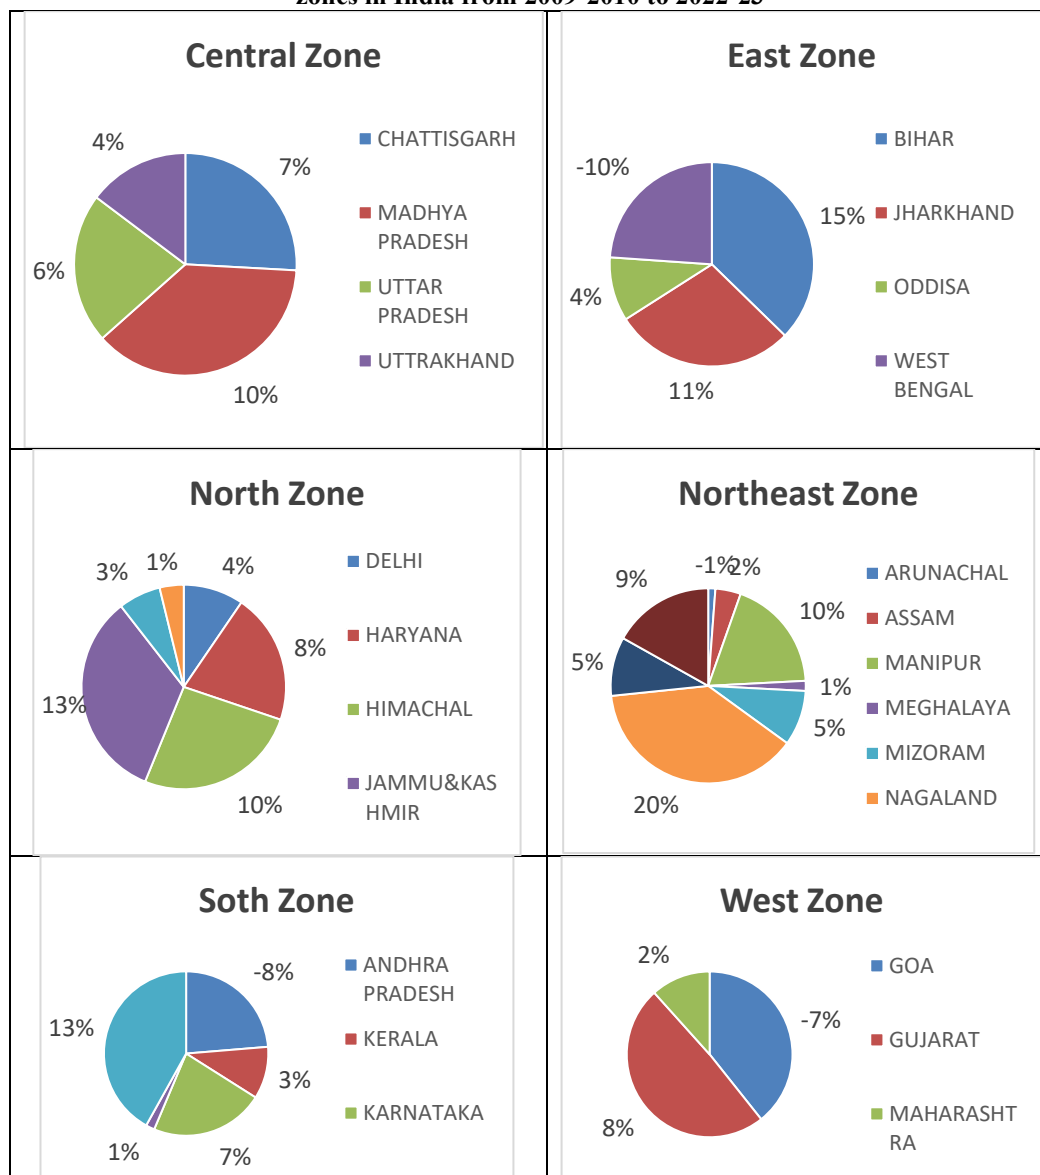 zones in India from 2009-2010 to 2022-23
Central Zone
4%
7%
6%
10%
CHATTISGARH
MADHYA
PRADESH
UTTAR
PRADESH
UTTRAKHAND
East Zone
-10%
15%
4%
11%
BIHAR
JHARKHAND
ODDISA
WEST
BENGAL
North Zone
3%
1%
4%
8%
13%
10%
DELHI
HARYANA
HIMACHAL
JAMMU&KAS
HMIR
Northeast Zone
9%
-1%
2%
10%
5%
1%
5%
20%
ARUNACHAL
ASSAM
MANIPUR
MEGHALAYA
MIZORAM
NAGALAND
Soth Zone
-8%
13%
3%
1%
7%
ANDHRA
PRADESH
KERALA
KARNATAKA
West Zone
2%
-7%
8%
GOA
GUJARAT
MAHARASHT
RA